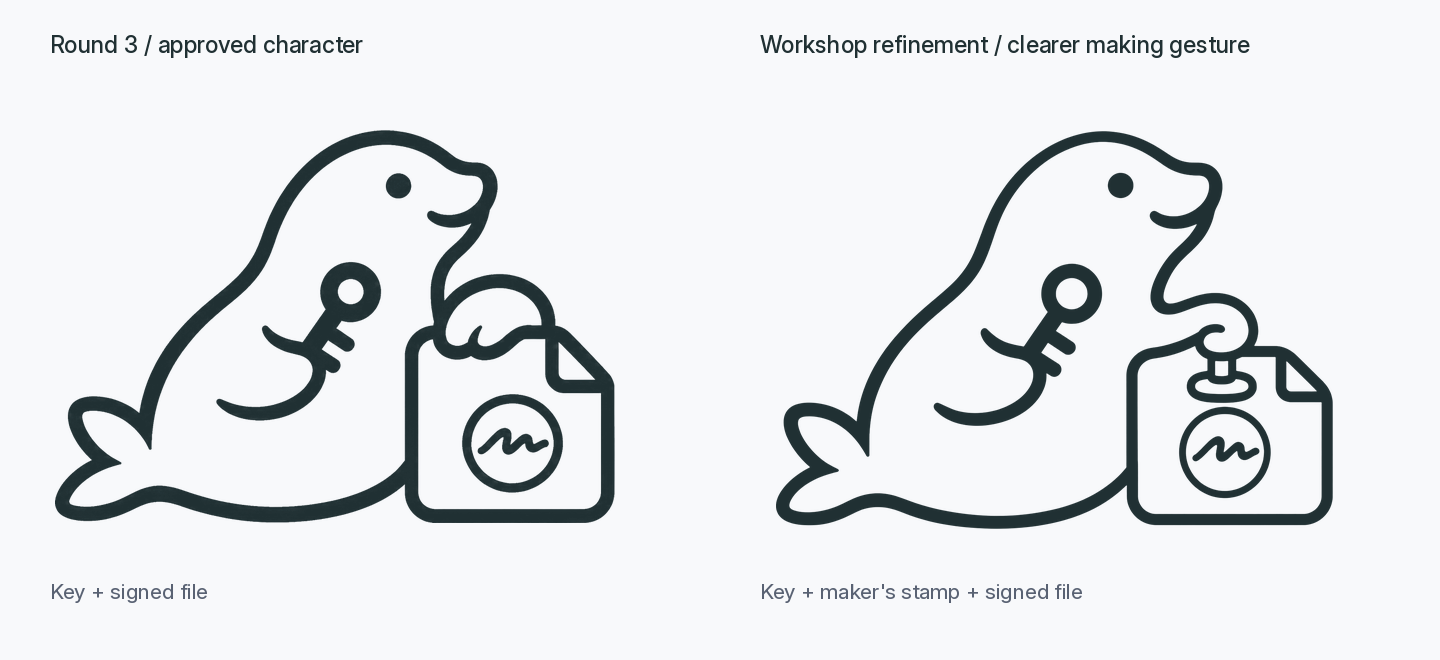 Round 3 / approved character
Workshop refinement / clearer making gesture
Key + signed file
Key + maker's stamp + signed file